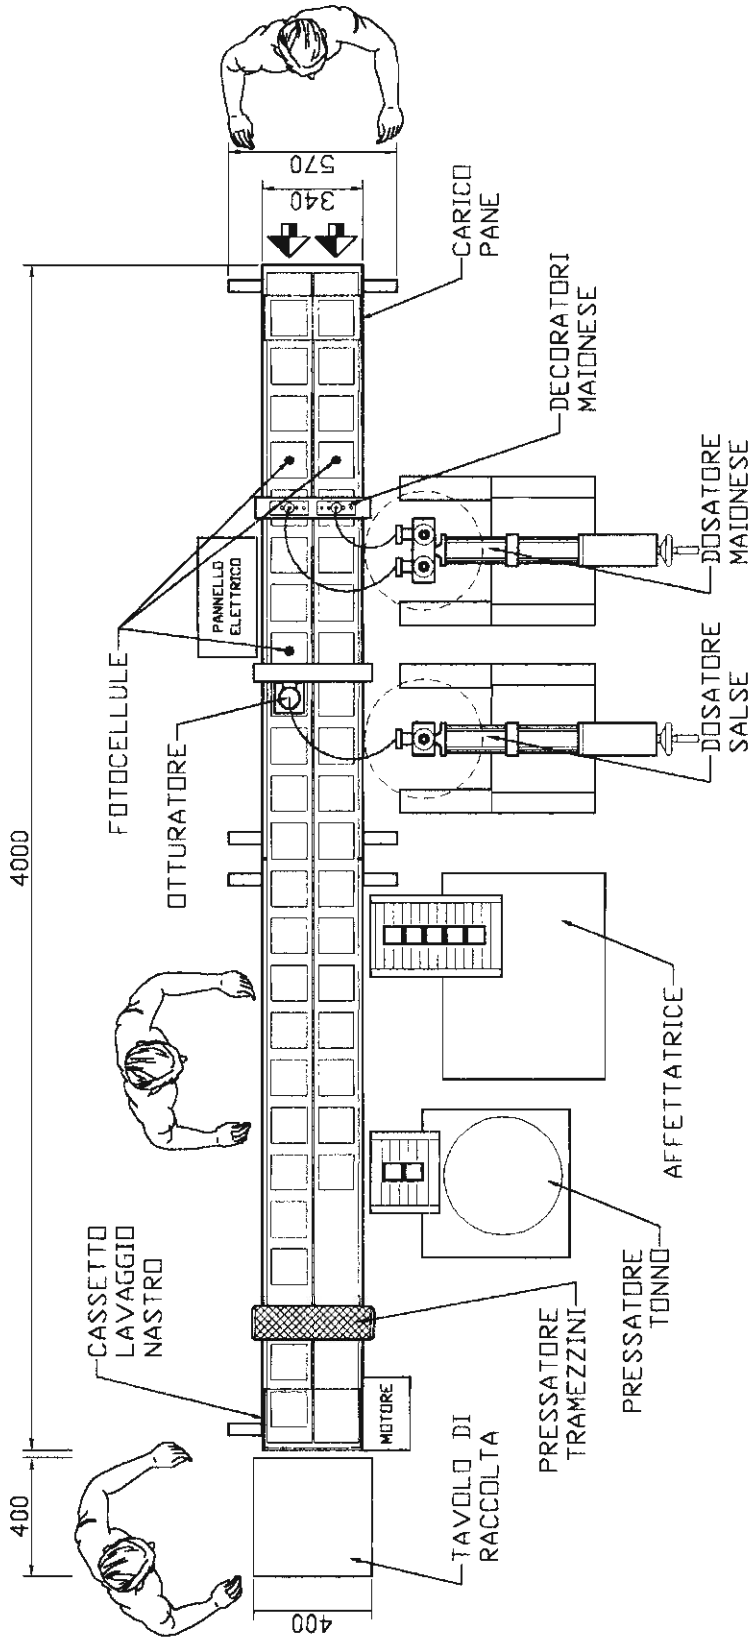 400
4000
CASSETTO
LAVAGGIO
NASTRO
OTTURATORE
FOTOCELLULE
PANNELLO
ELETTRICO
340
570
400
MOTORE
TAVOLO DI
RACCOLTA
PRESSATORE
TRAMEZZINI
PRESSATORE
TONNO
AFFETTATRICE
DOSATORE
SALSE
DOSATORE
MAIONESE
DECORATORI
MAIONESE
CARICO
PANE